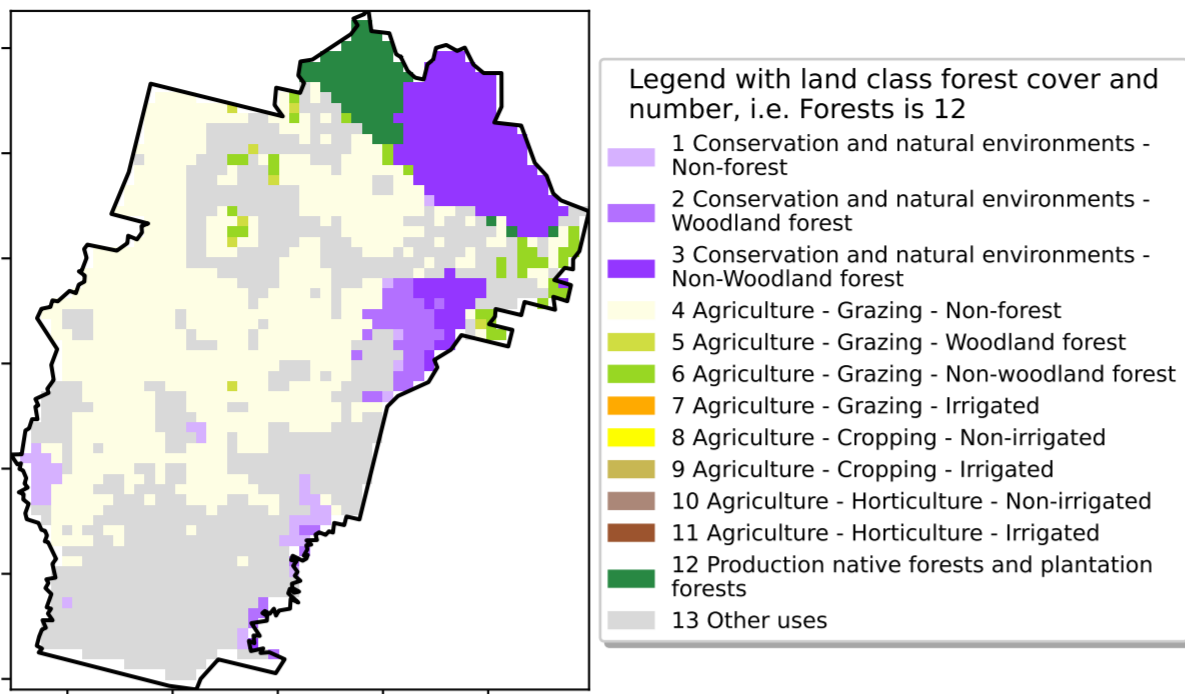 Legend with land class forest cover and
number, i.e. Forests is 12
1 Conservation and natural environments -
Non-forest
2 Conservation and natural environments -
Woodland forest
3 Conservation and natural environments -
Non-Woodland forest
4 Agriculture - Grazing - Non-forest
5 Agriculture - Grazing - Woodland forest
6 Agriculture - Grazing - Non-woodland forest
7 Agriculture - Grazing - Irrigated
8 Agriculture - Cropping - Non-irrigated
9 Agriculture - Cropping - Irrigated
10 Agriculture - Horticulture - Non-irrigated
11 Agriculture - Horticulture - Irrigated
12 Production native forests and plantation
forests
13 Other uses